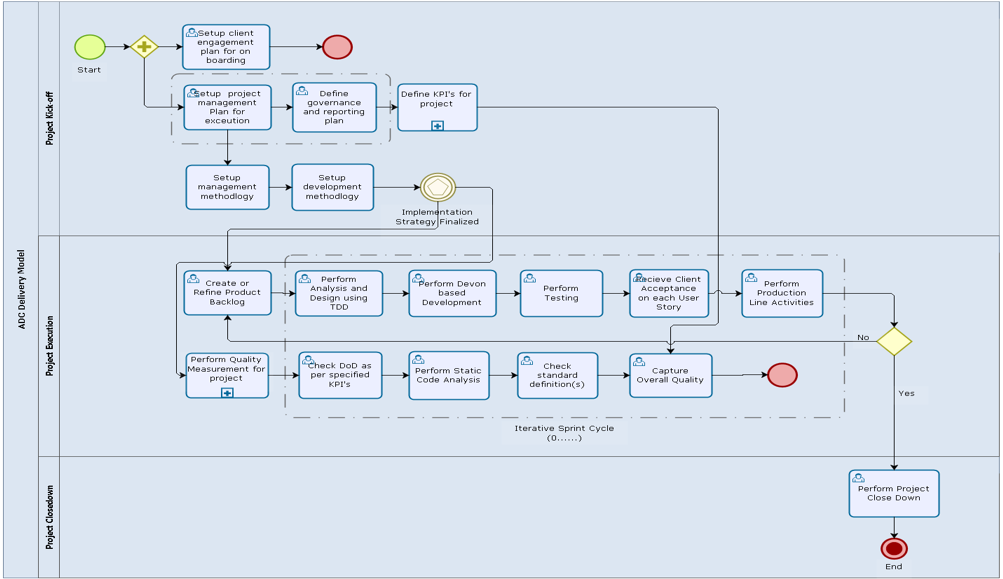 ADC Delivery Model
Project Kick-off
Start
Setup client
engagement
plan for on
boarding
Setup project
management
Plan for
exceution
Define
governance
and reporting
plan
Define KPI's for
project
Setup
management
methodlogy
Setup
development
methodlogy
Implementation
Strategy Finalized
Project Execution
Create or
Refine Product
Backlog
Perform
Analysis and
Design using
TDD
Perform Devon
based
Development
Perform
Testing
Recieve Client
Acceptance
on each User
Story
Perform
Production
Line Activities
No
Yes
Perform Quality
Measurement for
project
Check DoD as
per specified
KPI's
Perform Static
Code Analysis
Check
standard
definition(s)
Capture
Overall Quality
Iterative Sprint Cycle
(0......)
Project Closedown
Perform Project
Close Down
End